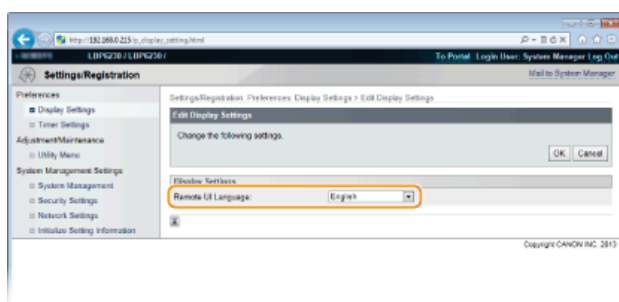 http://192.168.0.215/p_display_setting.html
LBP6230 / LBP6230 /
To Portal Login User: System Manager Log Out
Settings/Registration
Mail to System Manager
Preferences
Display Settings
Timer Settings
Adjustment/Maintenance
Utility Menu
System Management Settings
System Management
Security Settings
Network Settings
Initialize Setting Information
Settings/Registration: Preferences: Display Settings > Edit Display Settings
Edit Display Settings
Change the following settings.
OK Cancel
Display Settings
Remote UI Language: English
Copyright CANON INC. 2013